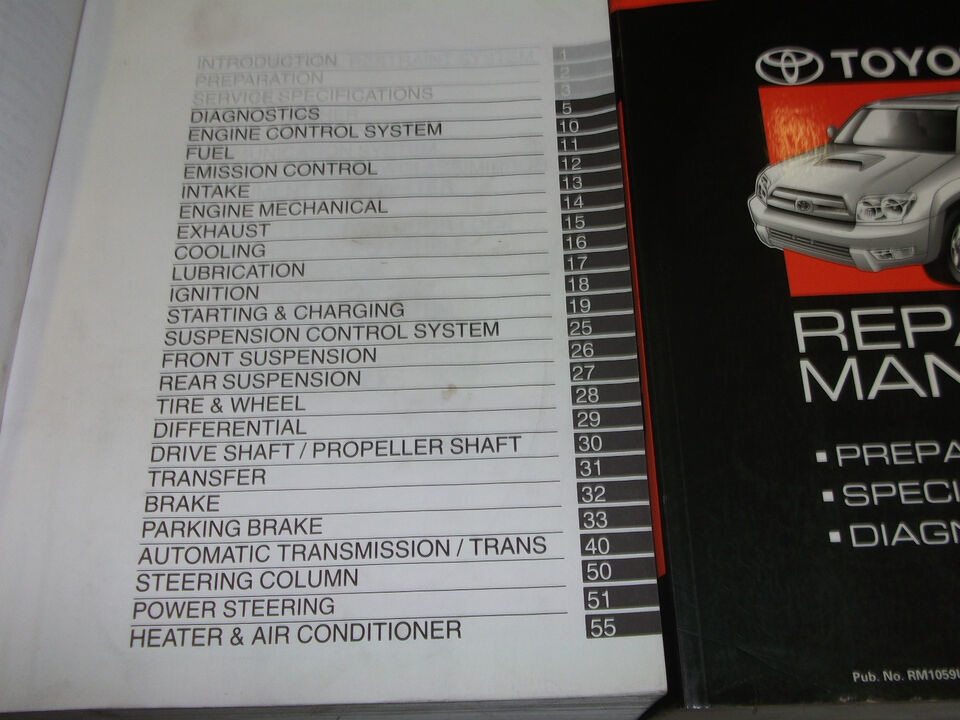 INTRODUCTION 1
PREPARATION 2
SERVICE SPECIFICATIONS 3
DIAGNOSTICS 5
ENGINE CONTROL SYSTEM 10
FUEL 11
EMISSION CONTROL 12
INTAKE 13
ENGINE MECHANICAL 14
EXHAUST 15
COOLING 16
LUBRICATION 17
IGNITION 18
STARTING & CHARGING 19
SUSPENSION CONTROL SYSTEM 25
FRONT SUSPENSION 26
REAR SUSPENSION 27
TIRE & WHEEL 28
DIFFERENTIAL 29
DRIVE SHAFT / PROPELLER SHAFT 30
TRANSFER 31
BRAKE 32
PARKING BRAKE 33
AUTOMATIC TRANSMISSION / TRANS 40
STEERING COLUMN 50
POWER STEERING 51
HEATER & AIR CONDITIONER 55
TOYO
REPA
MAN
▪ PREPA
▪ SPECI
▪ DIAGN
Pub. No. RM1059U